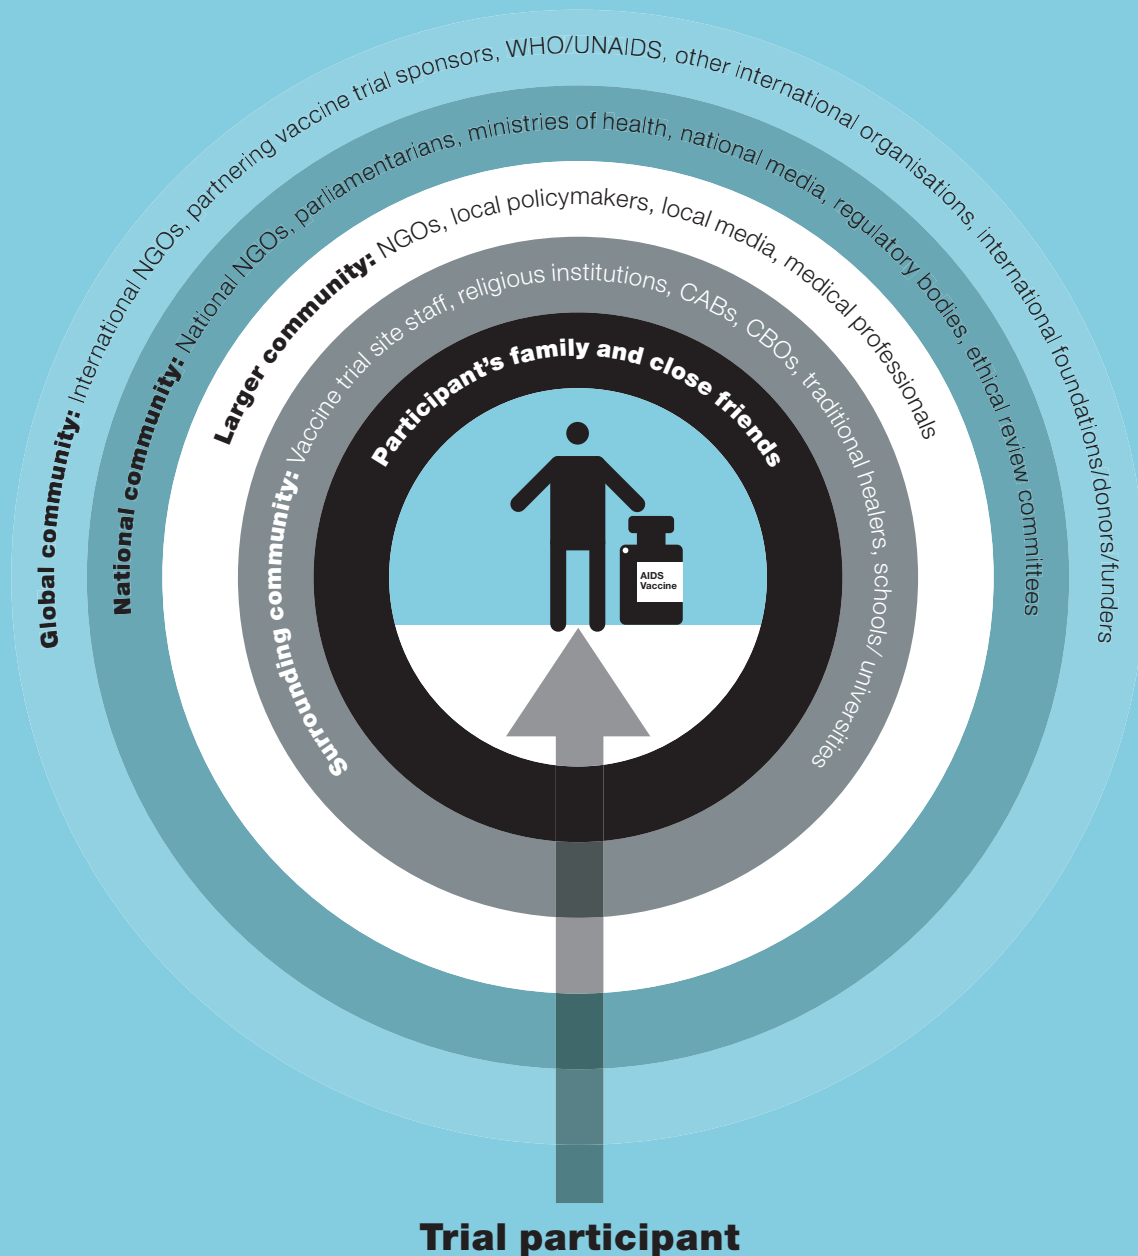 Global community: International NGOs, partnering vaccine trial sponsors, WHO/UNAIDS, other international organisations, international foundations/donors/funders
National community: National NGOs, parliamentarians, ministries of health, national media, regulatory bodies, ethical review committees
Larger community: NGOs, local policymakers, local media, medical professionals
Surrounding community: Vaccine trial site staff, religious institutions, CABs, CBOs, traditional healers, schools/ universities
Participant's family and close friends
AIDS
Vaccine
Trial participant